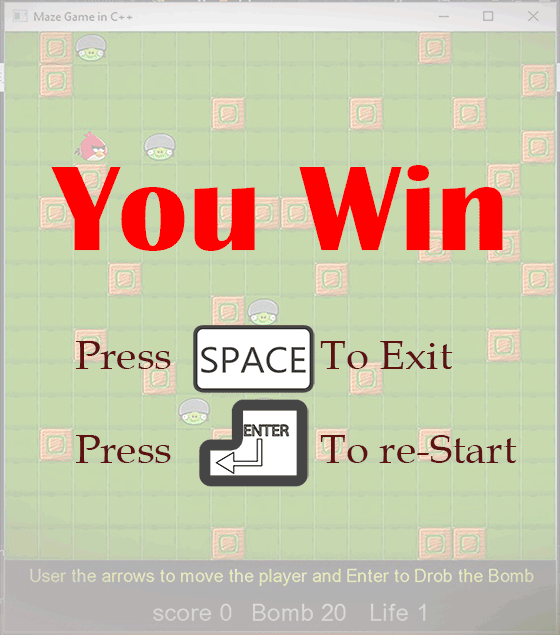 Maze Game in C++
You Win
Press SPACE To Exit
Press ENTER To re-Start
User the arrows to move the player and Enter to Drob the Bomb
score 0 Bomb 20 Life 1